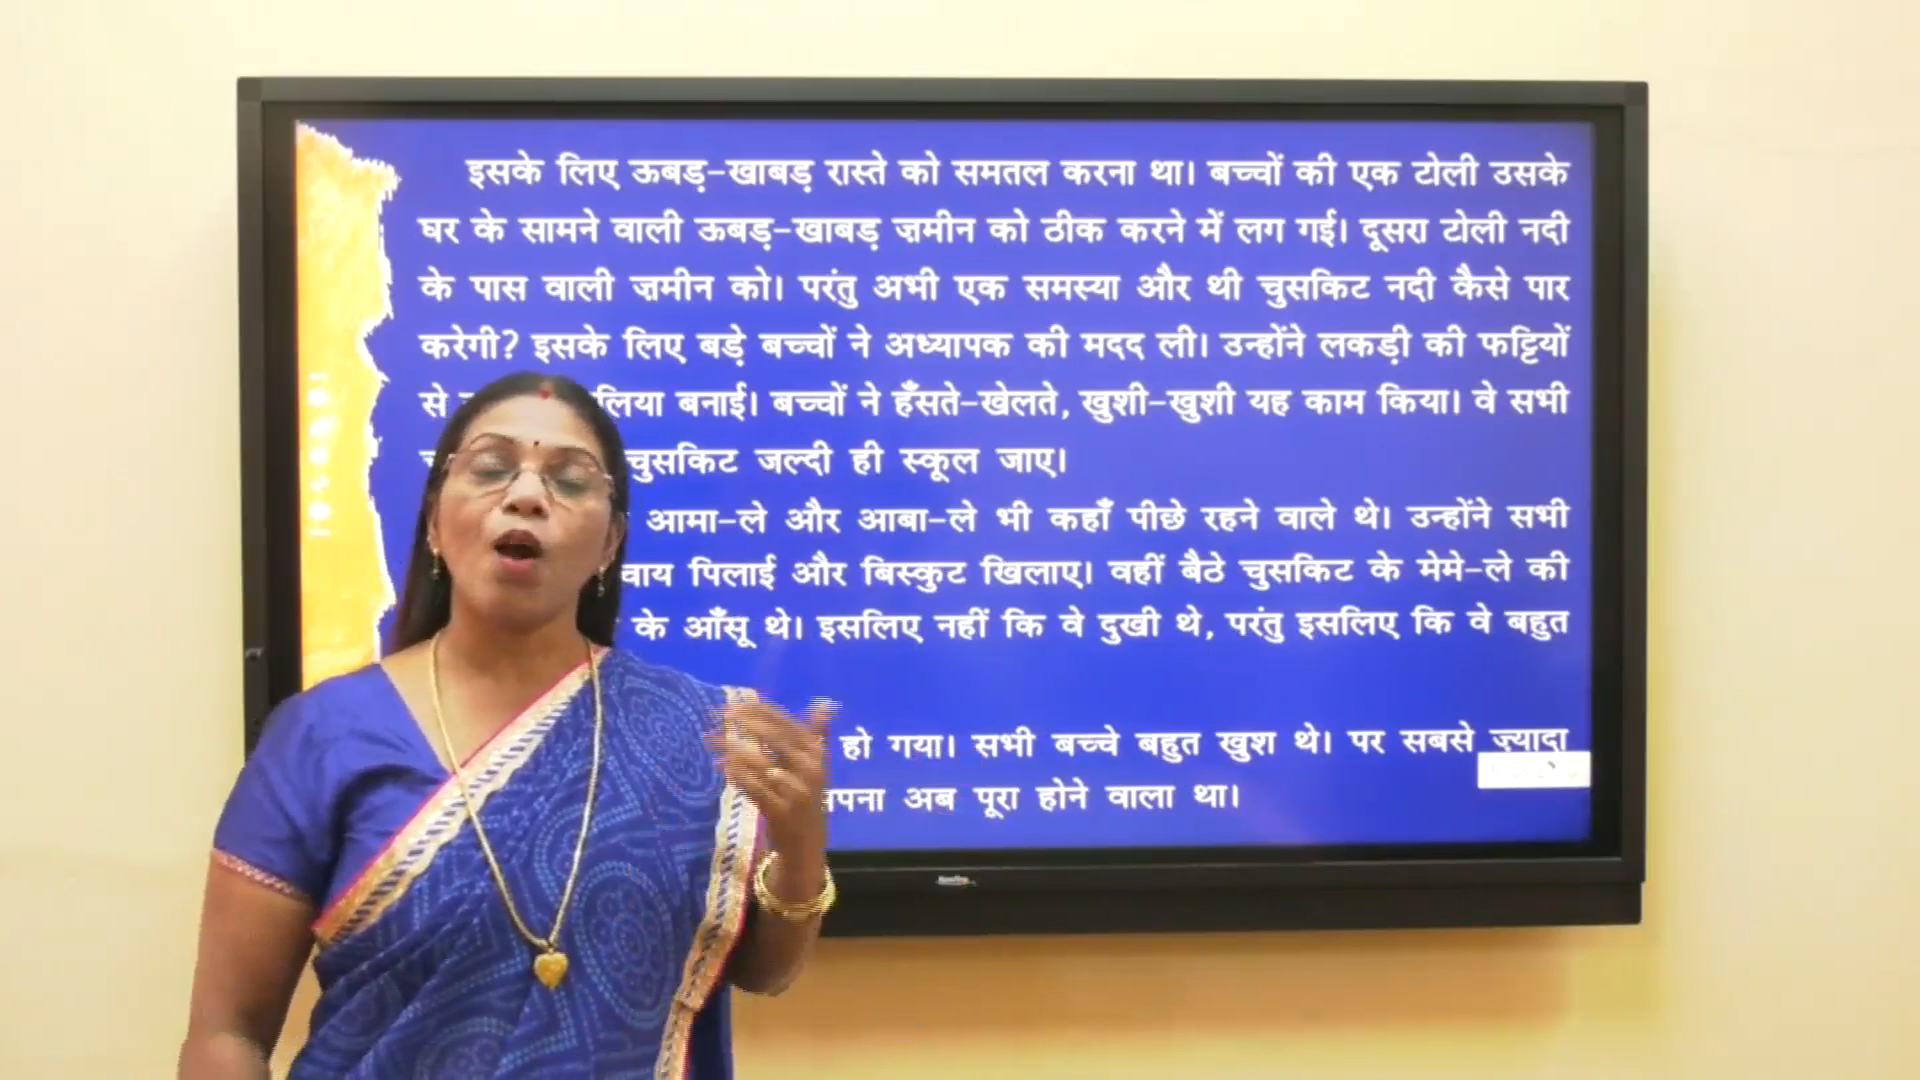 इसके लिए ऊबड़-खाबड़ रास्ते को समतल करना था। बच्चों की एक टोली उसके
घर के सामने वाली ऊबड़-खाबड़ ज़मीन को ठीक करने में लग गई। दूसरा टोली नदी
के पास वाली ज़मीन को। परंतु अभी एक समस्या और थी चुसकिट नदी कैसे पार
करेगी? इसके लिए बड़े बच्चों ने अध्यापक की मदद ली। उन्होंने लकड़ी की फट्टियों
से लिया बनाई। बच्चों ने हँसते-खेलते, खुशी-खुशी यह काम किया। वे सभी
चुसकिट जल्दी ही स्कूल जाए।
आमा-ले और आबा-ले भी कहाँ पीछे रहने वाले थे। उन्होंने सभी
चाय पिलाई और बिस्कुट खिलाए। वहीं बैठे चुसकिट के मेमे-ले की
के आँसू थे। इसलिए नहीं कि वे दुखी थे, परंतु इसलिए कि वे बहुत
हो गया। सभी बच्चे बहुत खुश थे। पर सबसे ज़्यादा
सपना अब पूरा होने वाला था।